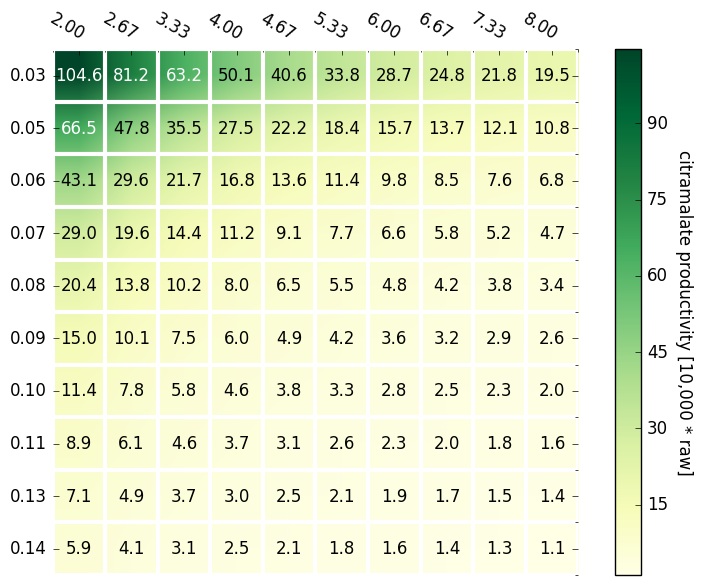 2.00 2.67 3.33 4.00 4.67 5.33 6.00 6.67 7.33 8.00
0.03 104.6 81.2 63.2 50.1 40.6 33.8 28.7 24.8 21.8 19.5
0.05 66.5 47.8 35.5 27.5 22.2 18.4 15.7 13.7 12.1 10.8
0.06 43.1 29.6 21.7 16.8 13.6 11.4 9.8 8.5 7.6 6.8
0.07 29.0 19.6 14.4 11.2 9.1 7.7 6.6 5.8 5.2 4.7
0.08 20.4 13.8 10.2 8.0 6.5 5.5 4.8 4.2 3.8 3.4
0.09 15.0 10.1 7.5 6.0 4.9 4.2 3.6 3.2 2.9 2.6
0.10 11.4 7.8 5.8 4.6 3.8 3.3 2.8 2.5 2.3 2.0
0.11 8.9 6.1 4.6 3.7 3.1 2.6 2.3 2.0 1.8 1.6
0.13 7.1 4.9 3.7 3.0 2.5 2.1 1.9 1.7 1.5 1.4
0.14 5.9 4.1 3.1 2.5 2.1 1.8 1.6 1.4 1.3 1.1
90
75
60
45
30
15
citramalate productivity [10,000 * raw]